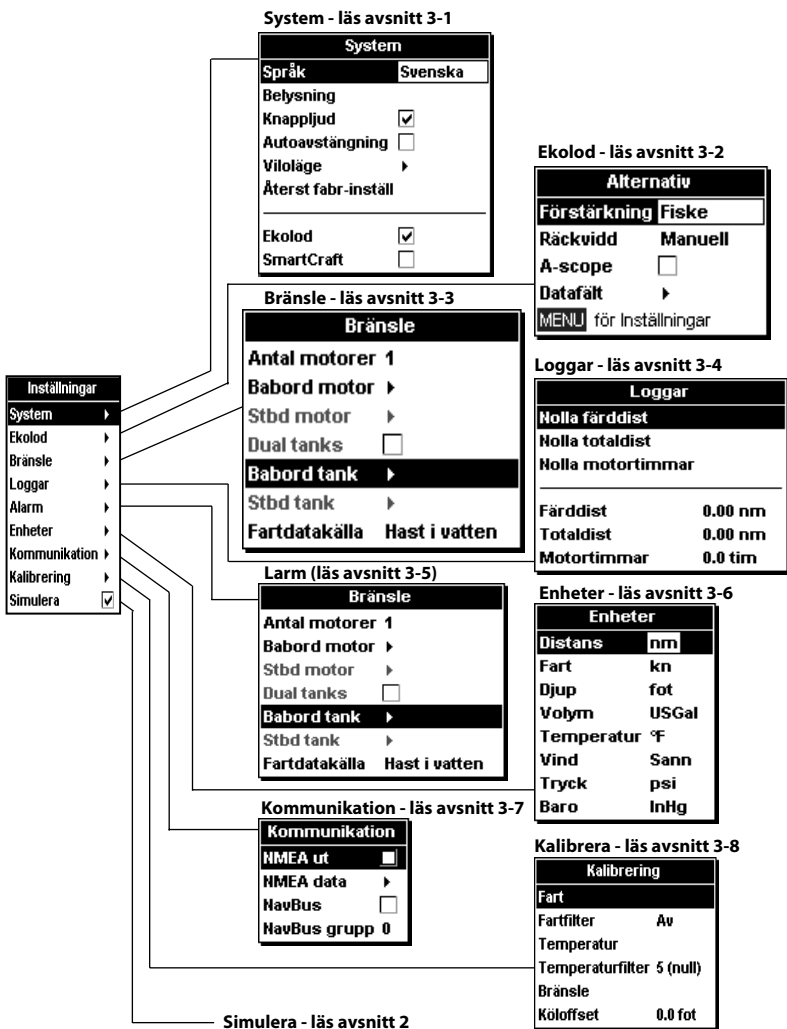 System - läs avsnitt 3-1
System
Språk Svenska
Belysning
Knappljud
Autoavstängning
Viloläge
Återst fabr-inställ
Ekolod
SmartCraft
Ekolod - läs avsnitt 3-2
Alternativ
Förstärkning Fiske
Räckvidd Manuell
A-scope
Datafält
MENU för Inställningar
Bränsle - läs avsnitt 3-3
Bränsle
Antal motorer 1
Babord motor
Stbd motor
Dual tanks
Babord tank
Stbd tank
Fartdatakälla Hast i vatten
Loggar - läs avsnitt 3-4
Loggar
Nolla färddist
Nolla totaldist
Nolla motortimmar
Färddist 0.00 nm
Totaldist 0.00 nm
Motortimmar 0.0 tim
Inställningar
System
Ekolod
Bränsle
Loggar
Alarm
Enheter
Kommunikation
Kalibrering
Simulera
Larm (läs avsnitt 3-5)
Bränsle
Antal motorer 1
Babord motor
Stbd motor
Dual tanks
Babord tank
Stbd tank
Fartdatakälla Hast i vatten
Enheter - läs avsnitt 3-6
Enheter
Distans nm
Fart kn
Djup fot
Volym USGal
Temperatur °F
Vind Sann
Tryck psi
Baro InHg
Kommunikation - läs avsnitt 3-7
Kommunikation
NMEA ut
NMEA data
NavBus
NavBus grupp 0
Kalibrera - läs avsnitt 3-8
Kalibrering
Fart
Fartfilter Av
Temperatur
Temperaturfilter 5 (null)
Bränsle
Köloffset 0.0 fot
Simulera - läs avsnitt 2